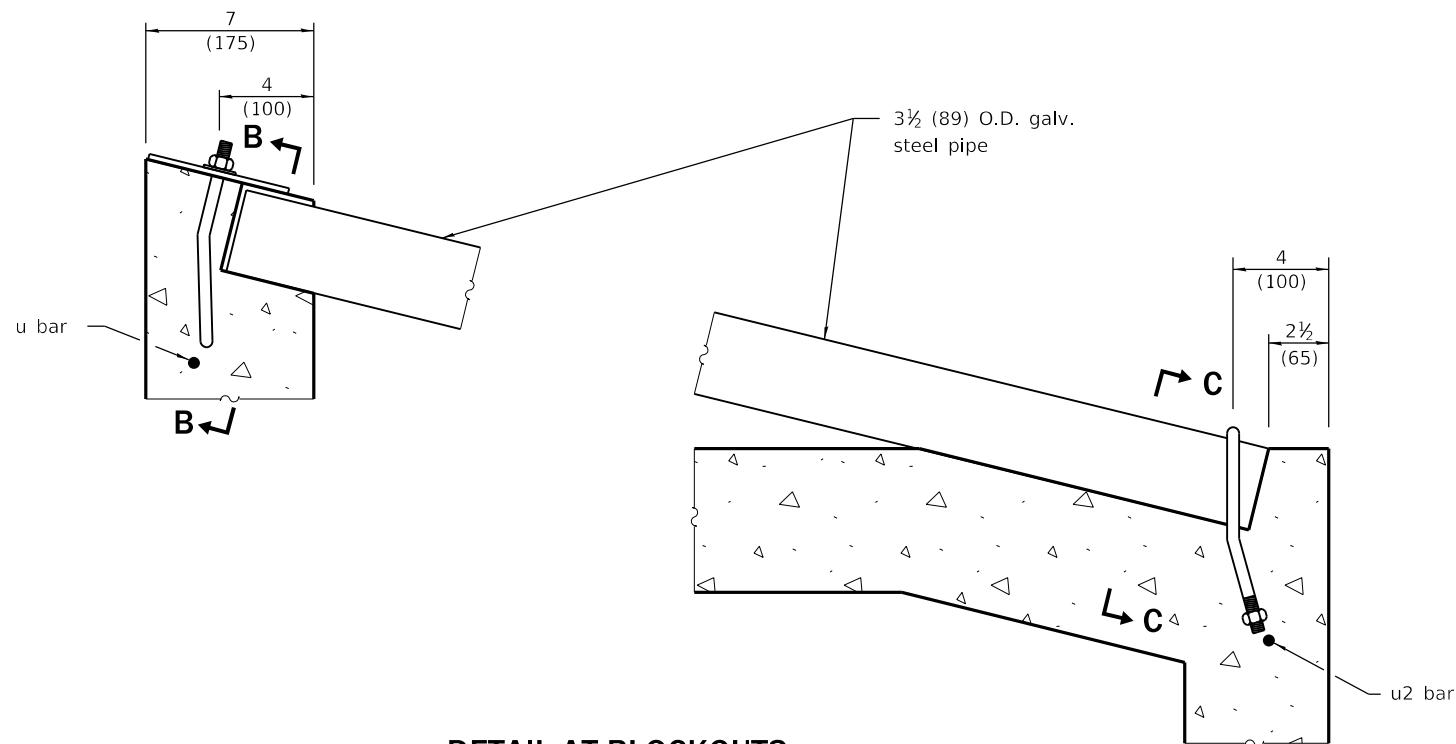 7
(175)
4
(100)
B
3½ (89) O.D. galv.
steel pipe
4
(100)
2½
(65)
u bar
C
B
C
u2 bar
DETAIL AT BLOCKOUTS